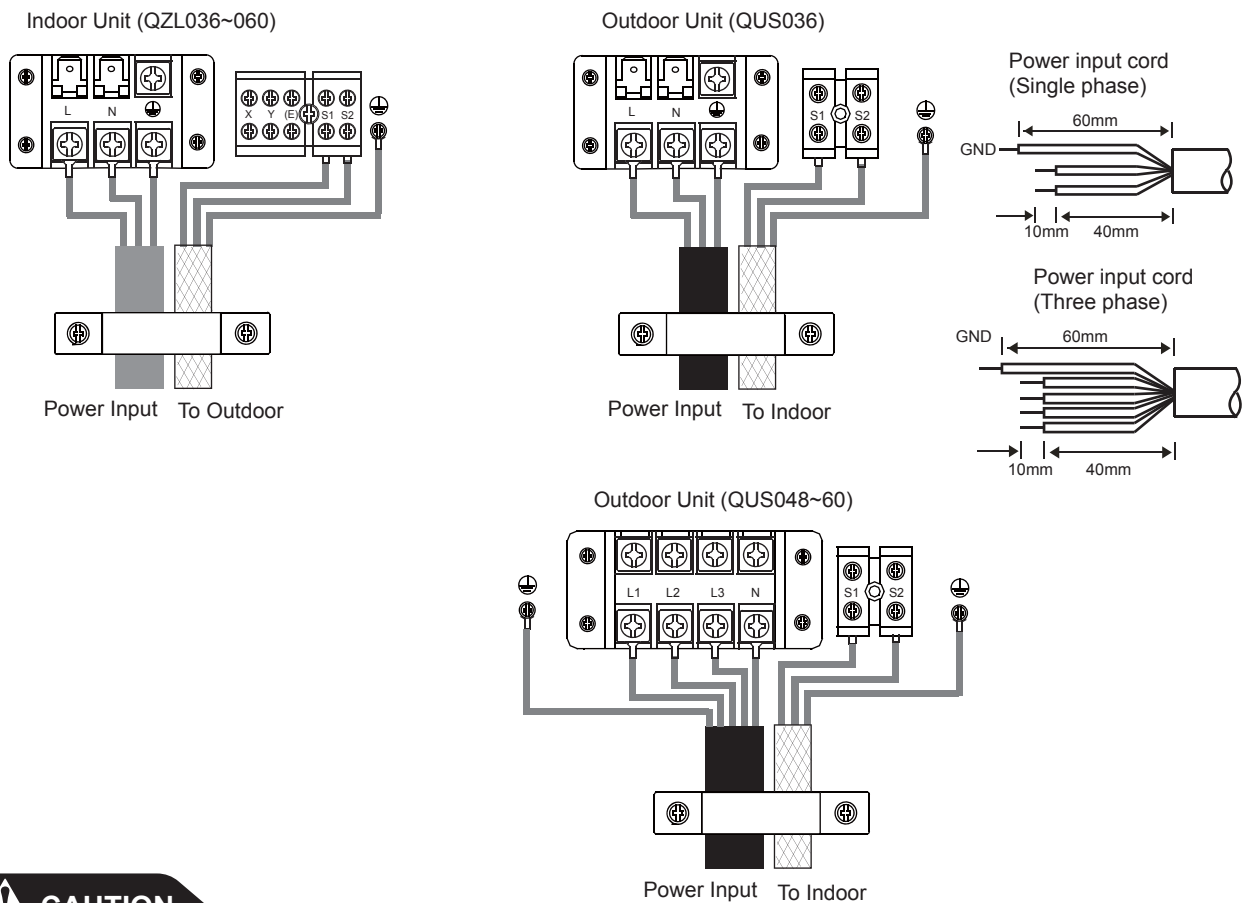 Indoor Unit (QZL036~060)
L N
X Y (E) S1 S2
Power Input To Outdoor
Outdoor Unit (QUS036)
L N
S1 S2
Power Input To Indoor
Power input cord
(Single phase)
60mm
GND
10mm 40mm
Power input cord
(Three phase)
GND 60mm
10mm 40mm
Outdoor Unit (QUS048~60)
L1 L2 L3 N
S1 S2
Power Input To Indoor
CAUTION